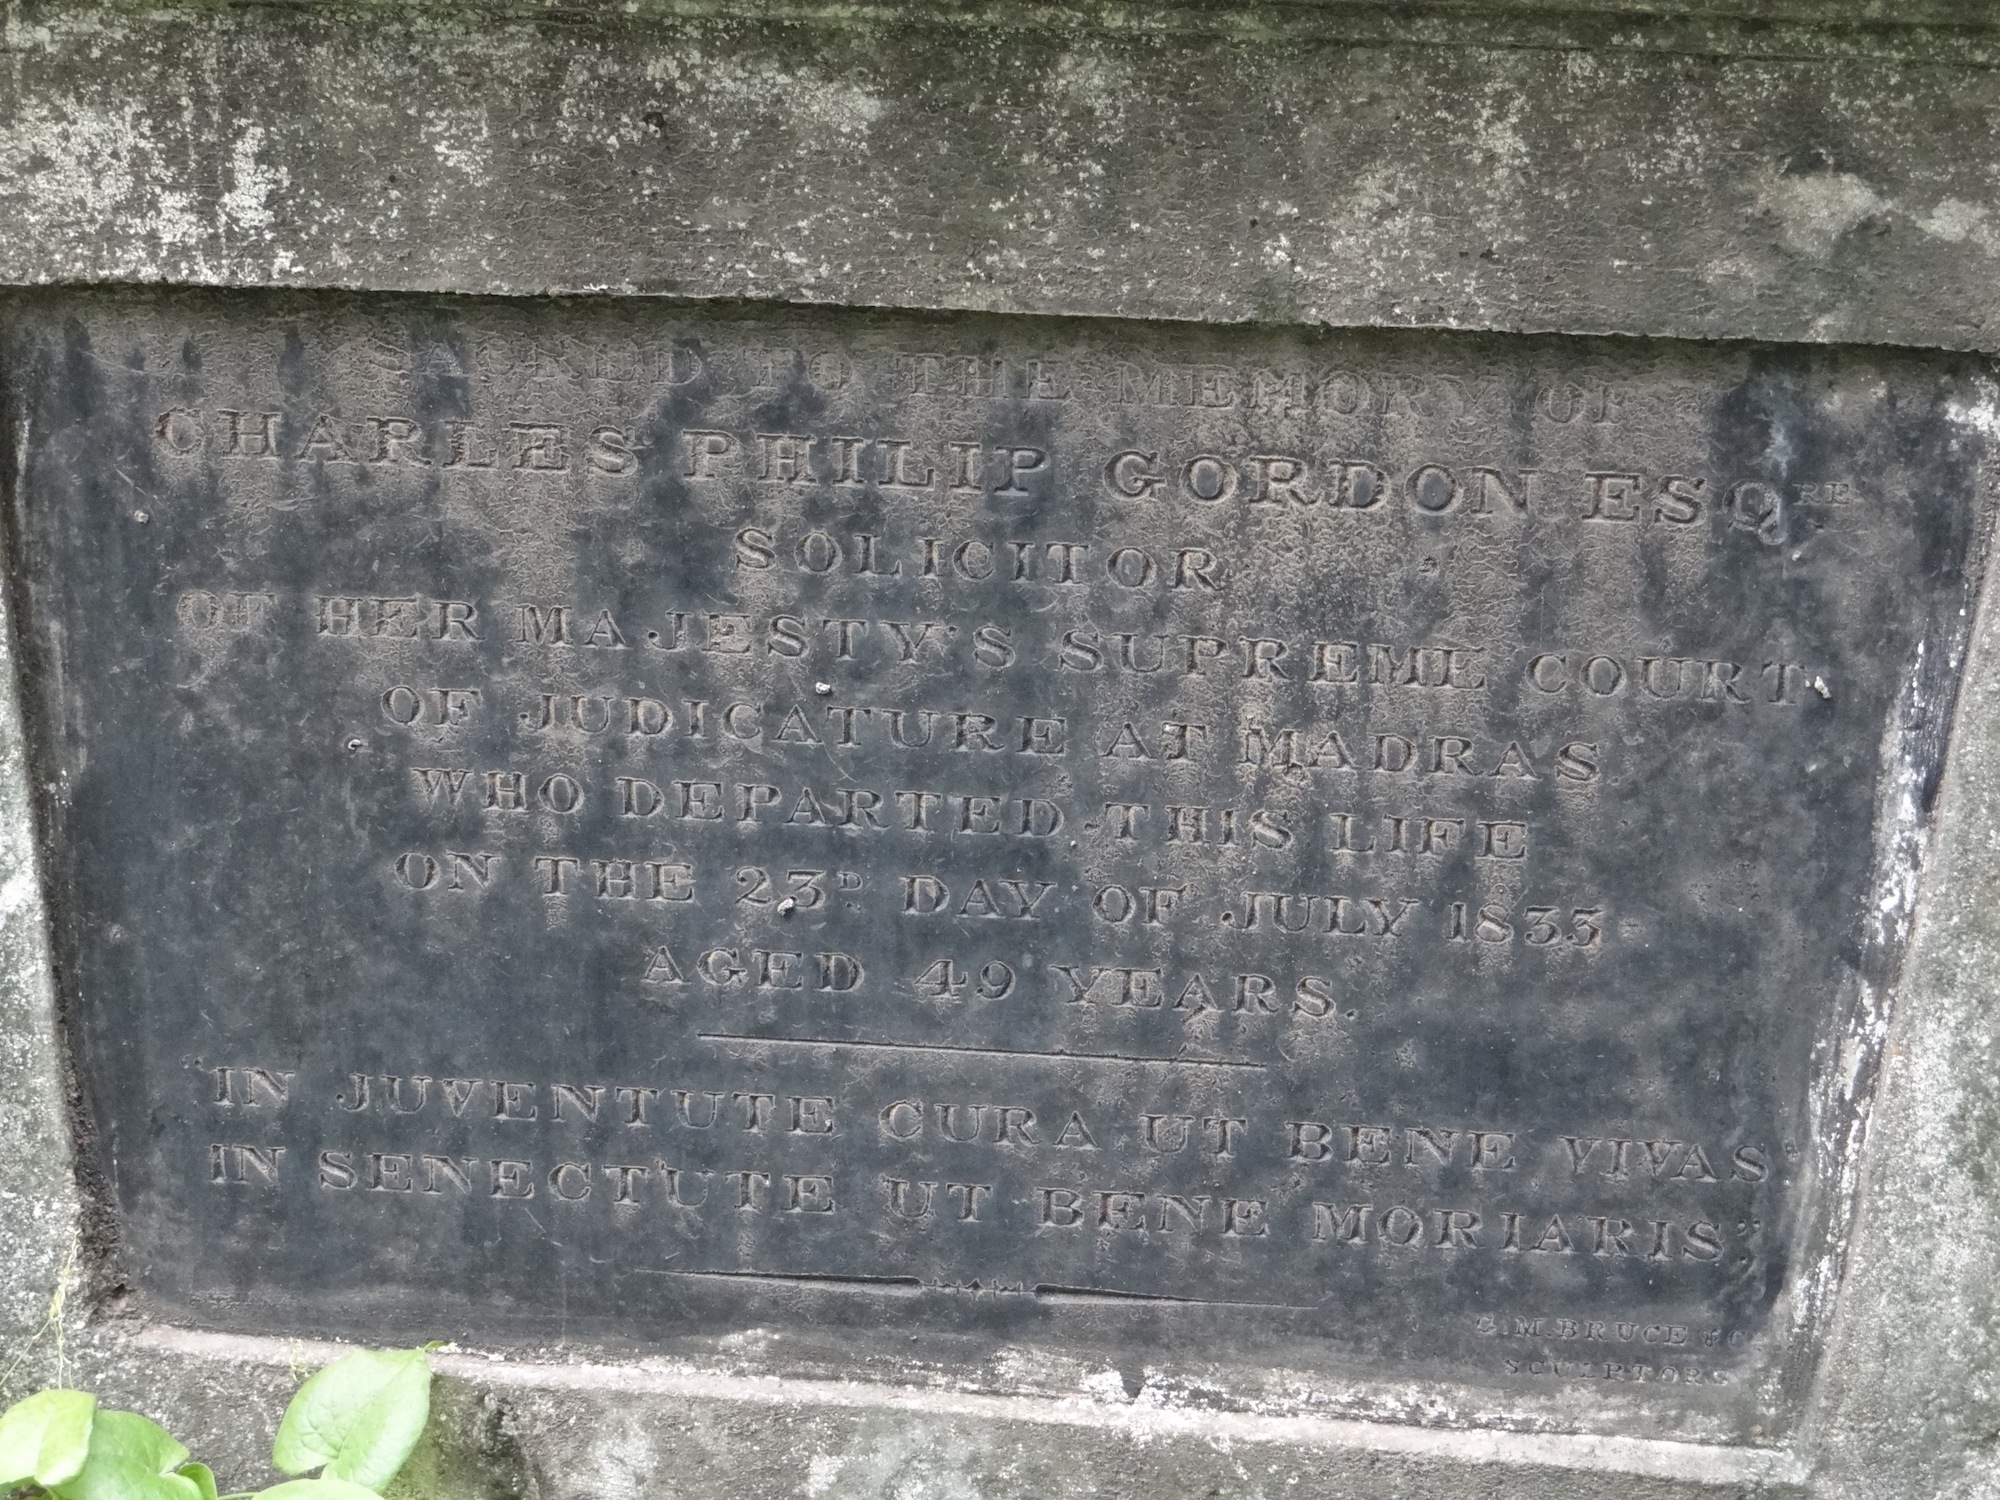 SACRED TO THE MEMORY OF
CHARLES PHILIP GORDON ESQRE
SOLICITOR
OF HER MAJESTY'S SUPREME COURT
OF JUDICATURE AT MADRAS
WHO DEPARTED THIS LIFE
ON THE 23D. DAY OF JULY 1833
AGED 49 YEARS.
"IN JUVENTUTE CURA UT BENE VIVAS
IN SENECTUTE UT BENE MORIARIS",
G.M.BRUCE &
SCULPTORS